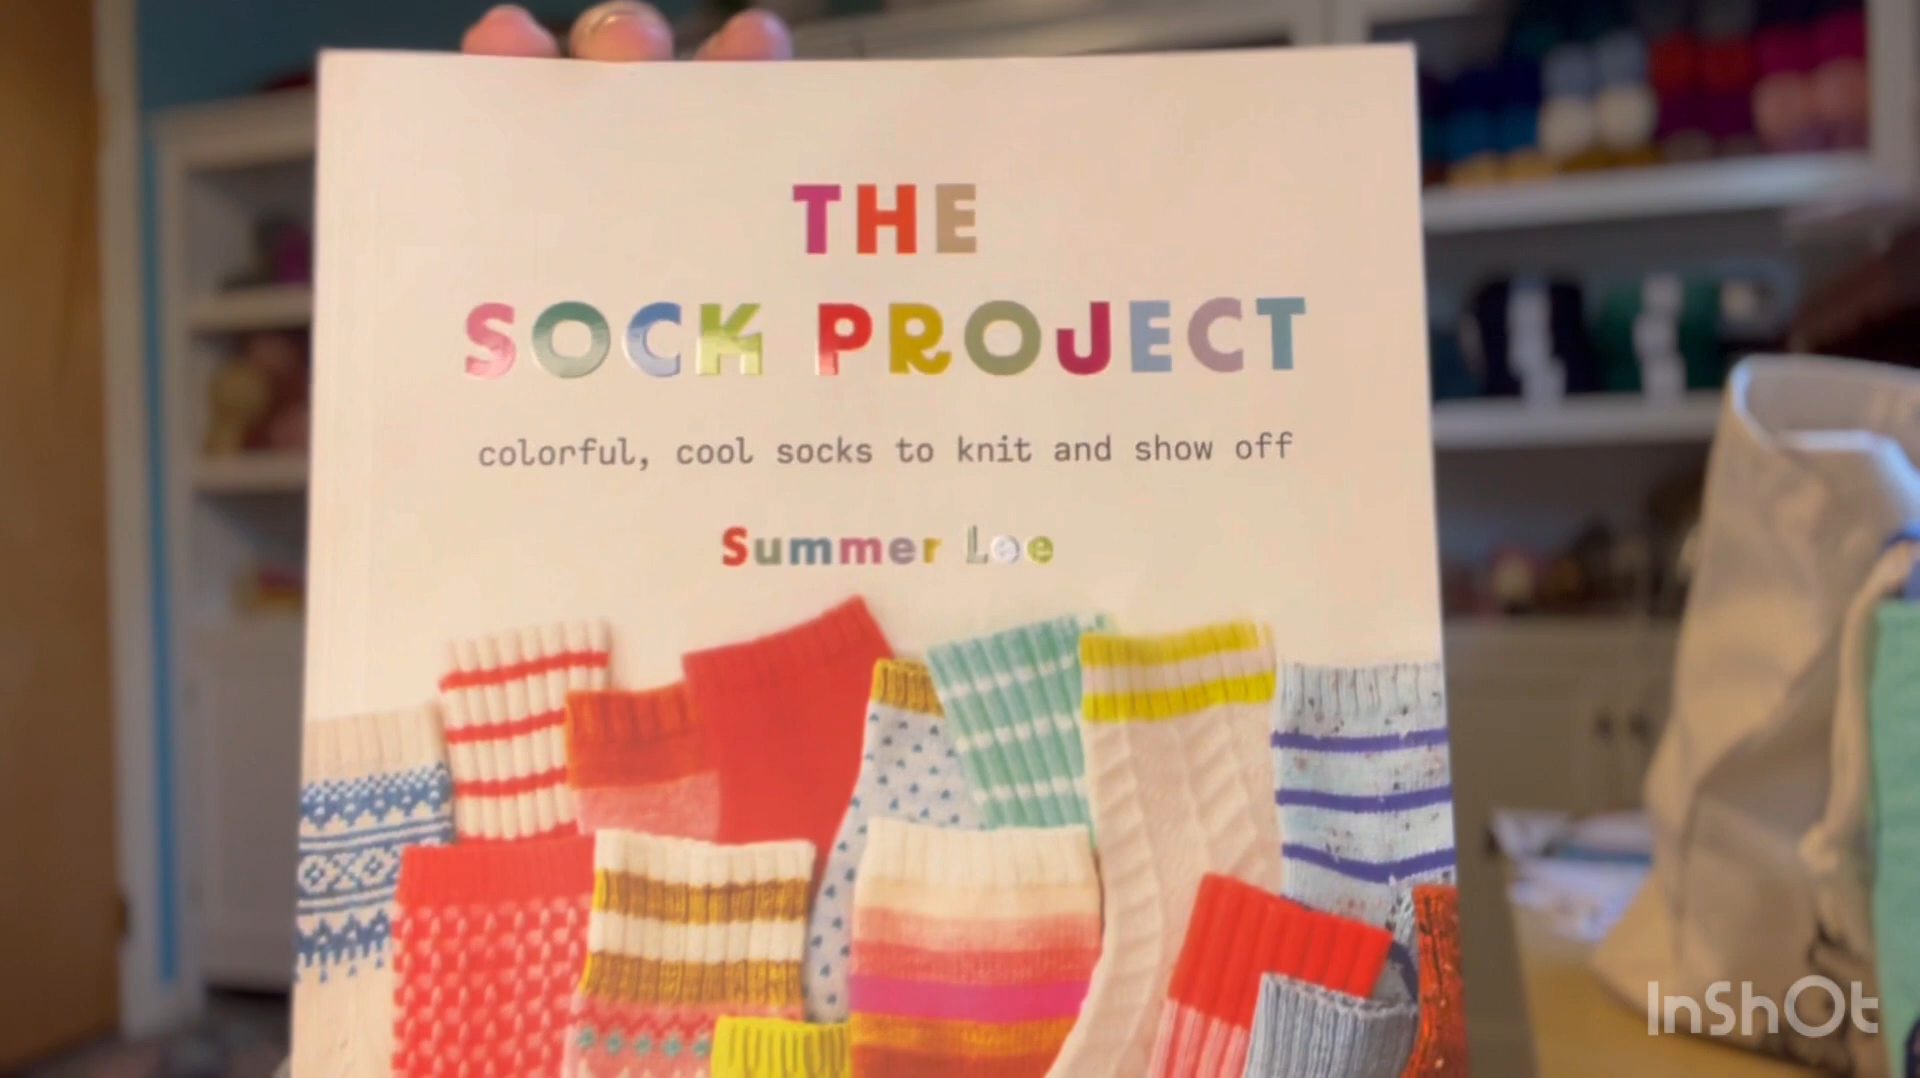 THE
SOCK PROJECT
colorful, cool socks to knit and show off
Summer Lee
InShOt